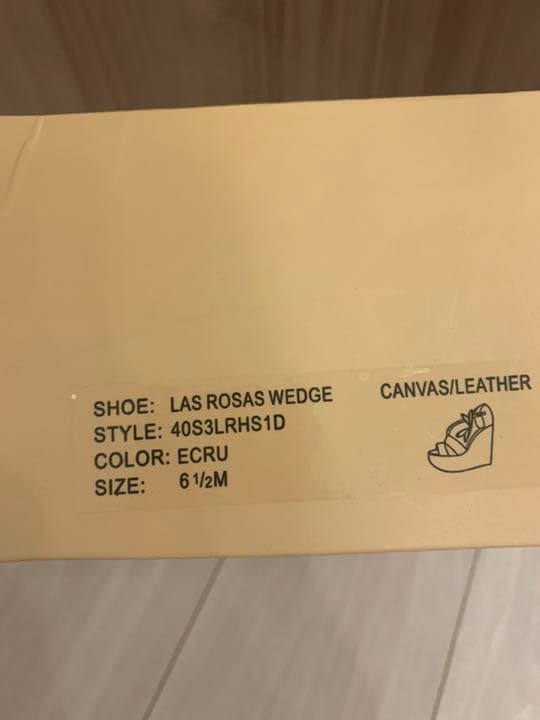 SHOE: LAS ROSAS WEDGE
STYLE: 40S3LRHS1D
COLOR: ECRU
SIZE: 6 1/2M
CANVAS/LEATHER